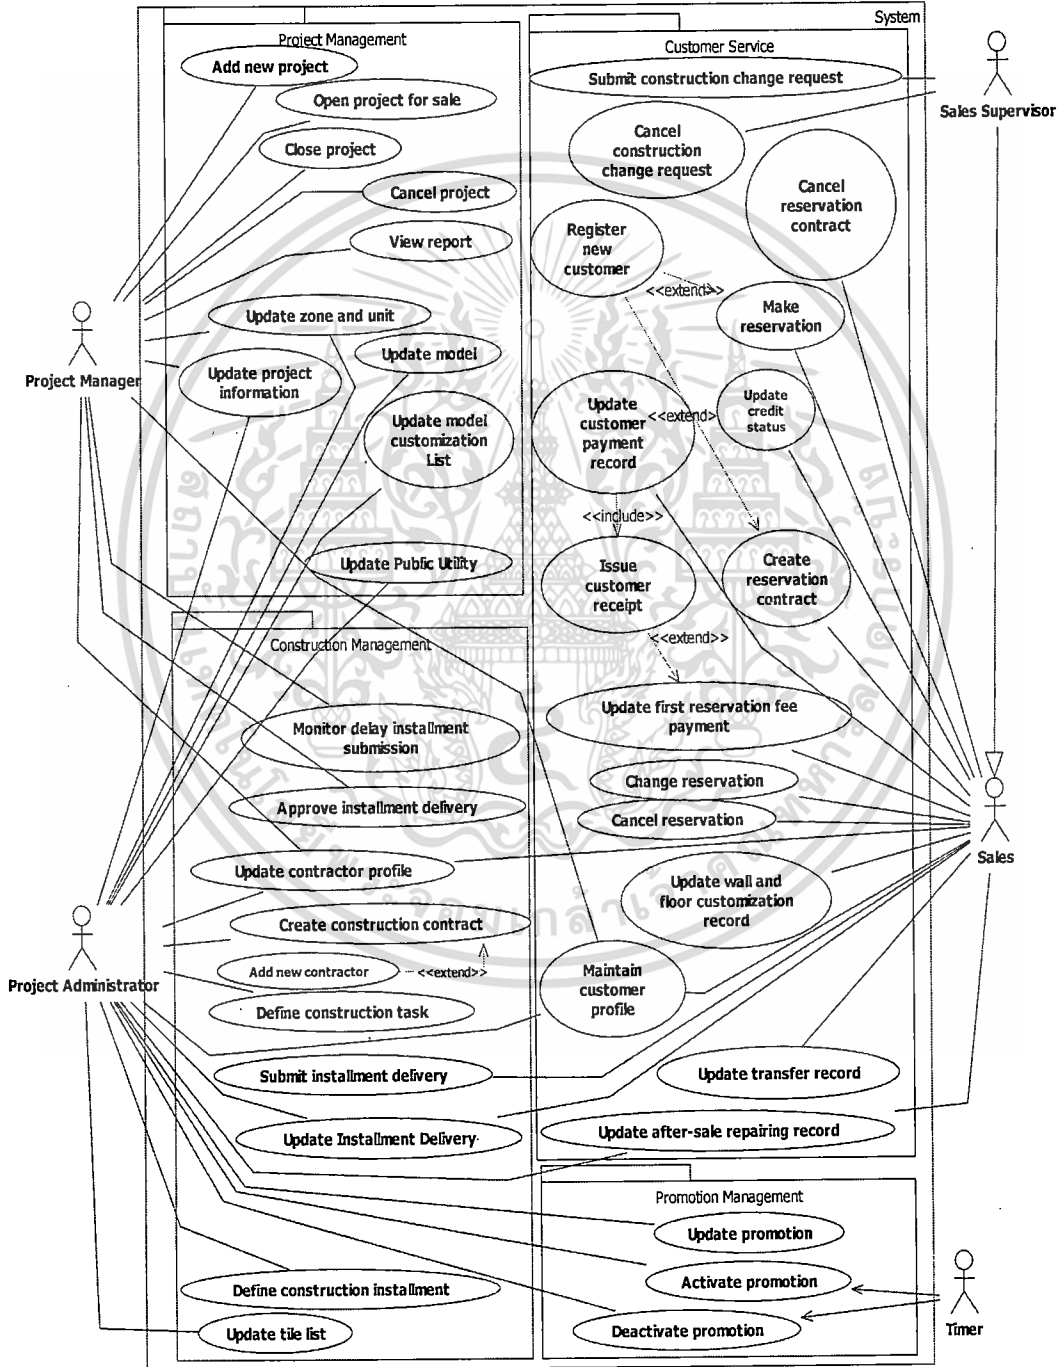 System
Project Management
Add new project
Open project for sale
Close project
Cancel project
View report
Update zone and unit
Update model
Update project
information
Update model
customization
List
Update Public Utility
Project Manager
Customer Service
Submit construction change request
Cancel
construction
change request
Cancel
reservation
contract
Register
new
customer
<<extend>>
Make
reservation
Update
customer
payment
record
<<extend>
Update
credit
status
<<include>>
Issue
customer
receipt
Create
reservation
contract
<<extend>>
Update first reservation fee
payment
Change reservation
Cancel reservation
Update wall and
floor customization
record
Maintain
customer
profile
Update transfer record
Update after-sale repairing record
Sales Supervisor
Sales
Construction Management
Monitor delay installment
submission
Approve installment delivery
Update contractor profile
Create construction contract
Add new contractor
<<extend>>
Define construction task
Submit installment delivery
Update Installment Delivery
Define construction installment
Update tile list
Project Administrator
Promotion Management
Update promotion
Activate promotion
Deactivate promotion
Timer